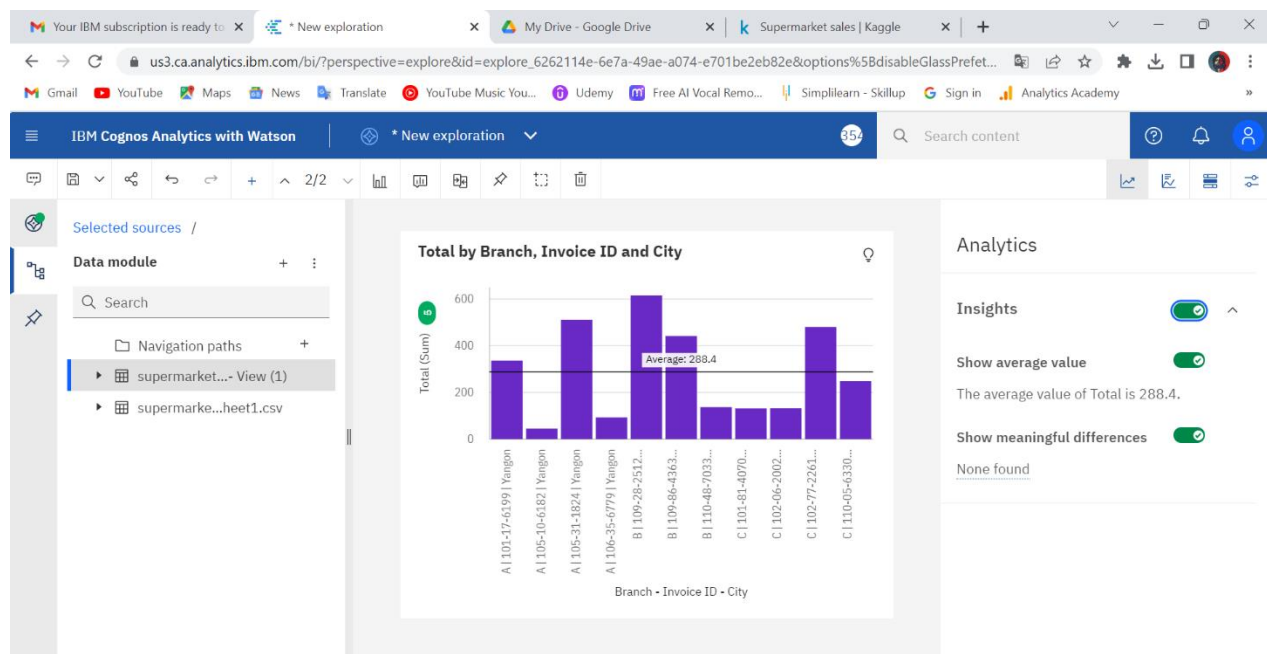 Your IBM subscription is ready to
* New exploration
My Drive - Google Drive
Supermarket sales | Kaggle
us3.ca.analytics.ibm.com/bi/?perspective=explore&id=explore_6262114e-6e7a-49ae-a074-e701be2eb82e&options%5BdisableGlassPrefet...
Gmail YouTube Maps News Translate YouTube Music You... Udemy Free AI Vocal Remo... Simplilearn - Skillup Sign in Analytics Academy »
IBM Cognos Analytics with Watson
* New exploration
354
Search content
2/2
Selected sources /
Data module
Search
Navigation paths
supermarket...- View (1)
supermarke...heet1.csv
Total by Branch, Invoice ID and City
Total (Sum)
600
400
200
0
Average: 288.4
A | 101-17-6199 | Yangon
A | 105-10-6182 | Yangon
A | 105-31-1824 | Yangon
A | 106-35-6779 | Yangon
B | 109-28-2512...
B | 109-86-4363...
B | 110-48-7033...
C | 101-81-4070...
C | 102-06-2002...
C | 102-77-2261...
C | 110-05-6330...
Branch - Invoice ID - City
Analytics
Insights
Show average value
The average value of Total is 288.4.
Show meaningful differences
None found